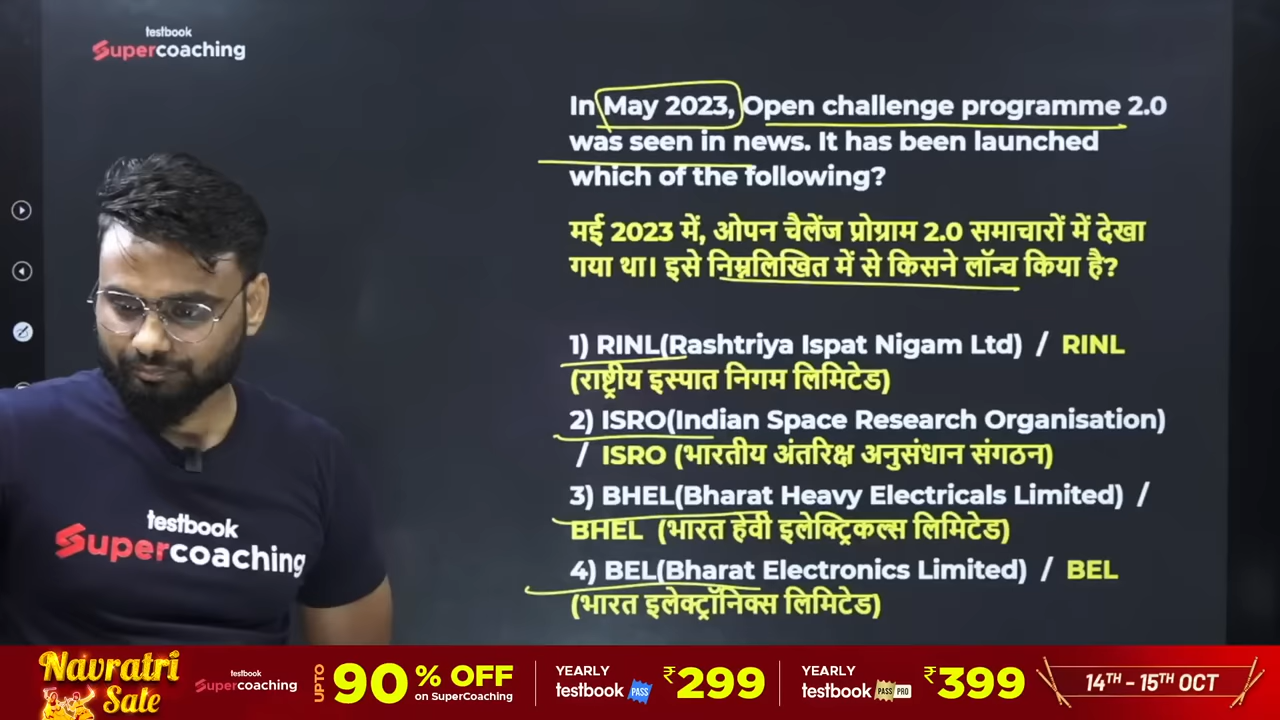 testbook
Supercoaching
In May 2023, Open challenge programme 2.0
was seen in news. It has been launched
which of the following?
मई 2023 में, ओपन चैलेंज प्रोग्राम 2.0 समाचारों में देखा
गया था। इसे निम्नलिखित में से किसने लॉन्च किया है?
1) RINL(Rashtriya Ispat Nigam Ltd) / RINL
(राष्ट्रीय इस्पात निगम लिमिटेड)
2) ISRO(Indian Space Research Organisation)
/ ISRO (भारतीय अंतरिक्ष अनुसंधान संगठन)
3) BHEL(Bharat Heavy Electricals Limited) /
BHEL (भारत हेवी इलेक्ट्रिकल्स लिमिटेड)
4) BEL(Bharat Electronics Limited) / BEL
(भारत इलेक्ट्रॉनिक्स लिमिटेड)
testbook
Supercoaching
Navratri
Sale
testbook
Supercoaching
UPTO 90% OFF
on SuperCoaching
YEARLY
testbook PASS ₹299
YEARLY
testbook PASS PRO ₹399
14TH - 15TH OCT